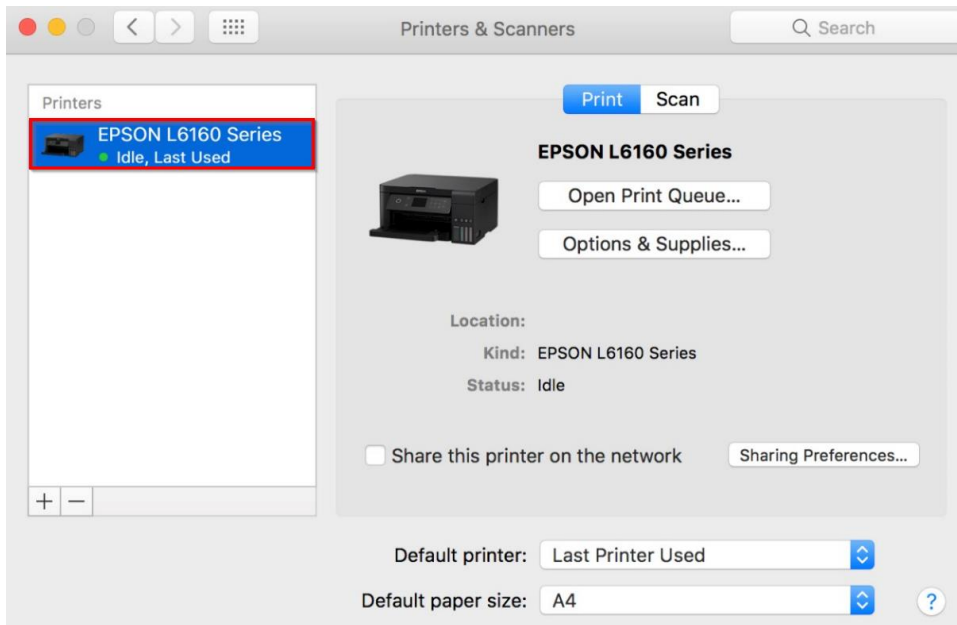 Printers & Scanners
Search
Printers
EPSON L6160 Series
Idle, Last Used
Print Scan
EPSON L6160 Series
Open Print Queue...
Options & Supplies...
Location:
Kind: EPSON L6160 Series
Status: Idle
Share this printer on the network
Sharing Preferences...
+ −
Default printer: Last Printer Used
Default paper size: A4
?